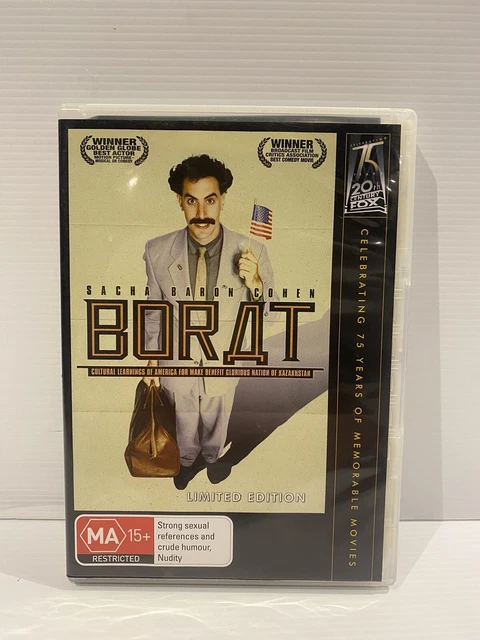 WINNER
GOLDEN GLOBE
BEST ACTOR
MOTION PICTURE -
MUSICAL OR COMEDY
WINNER
BROADCAST FILM
CRITICS ASSOCIATION
BEST COMEDY MOVIE
75
20th
CENTURY
FOX
CELEBRATING 75 YEARS OF MEMORABLE MOVIES
SACHA BARON COHEN
BORДT
CULTURAL LEARNINGS OF AMERICA FOR MAKE BENEFIT GLORIOUS NATION OF KAZAKHSTAN
LIMITED EDITION
MA 15+
RESTRICTED
Strong sexual
references and
crude humour,
Nudity